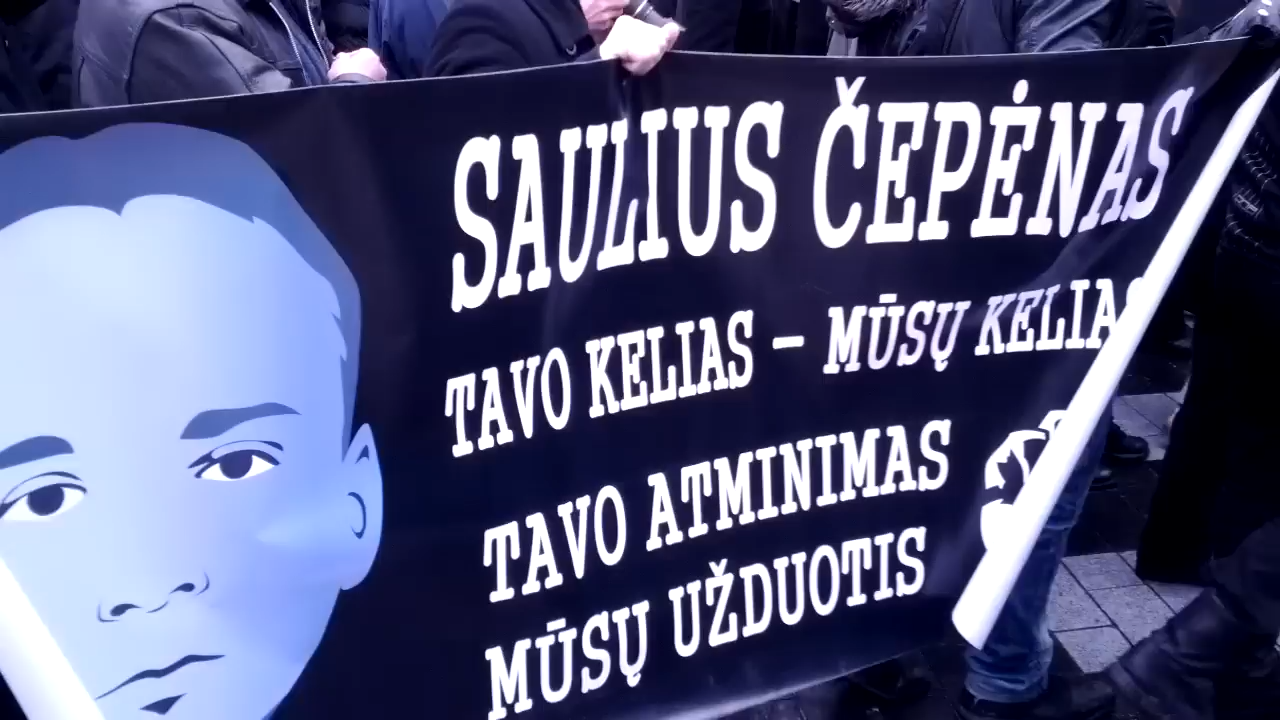 SAULIUS ČEPĖNAS
TAVO KELIAS – MŪSŲ KELIAS
TAVO ATMINIMAS
MŪSŲ UŽDUOTIS